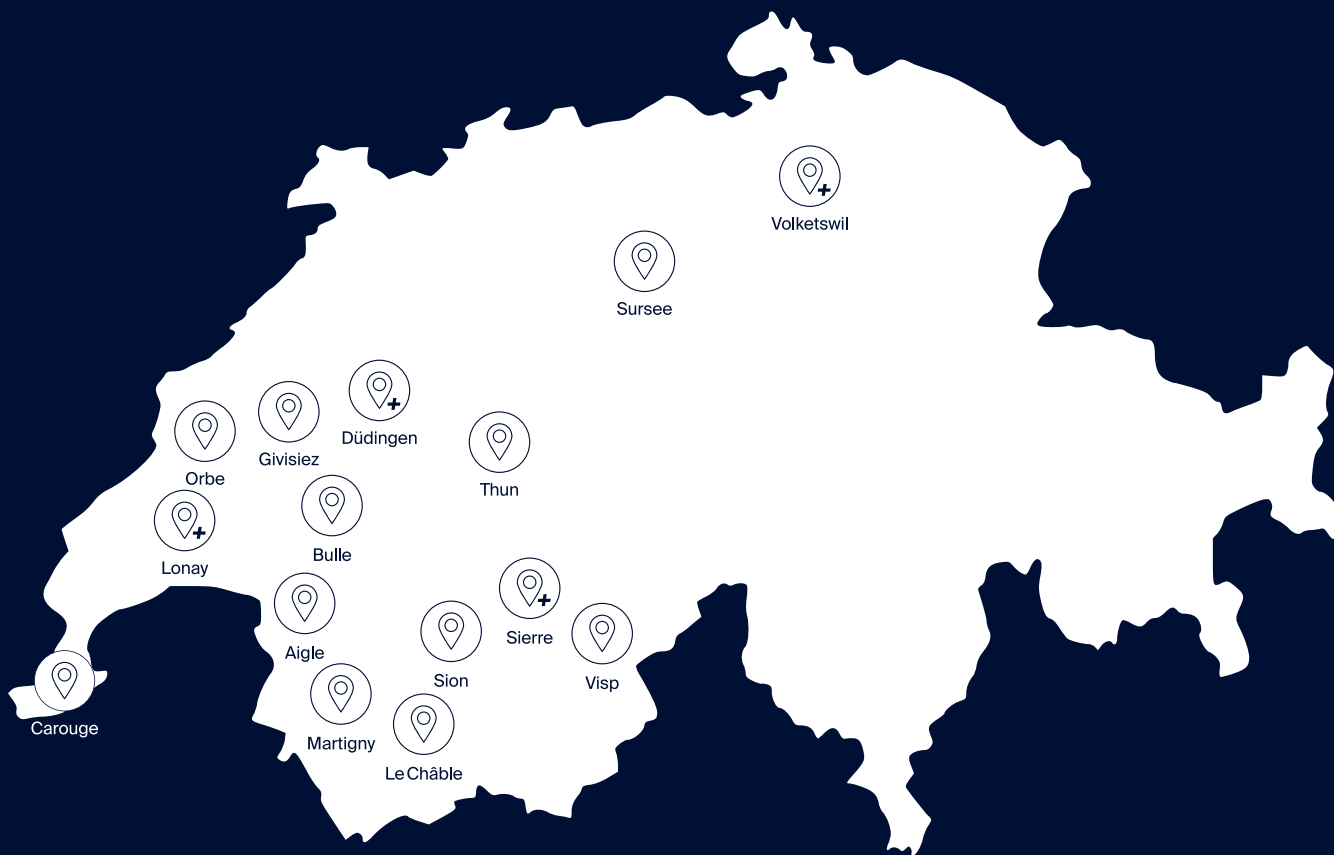 Volketswil
Sursee
Düdingen
Givisiez
Orbe
Thun
Bulle
Lonay
Sierre
Aigle
Sion
Visp
Carouge
Martigny
Le Châble